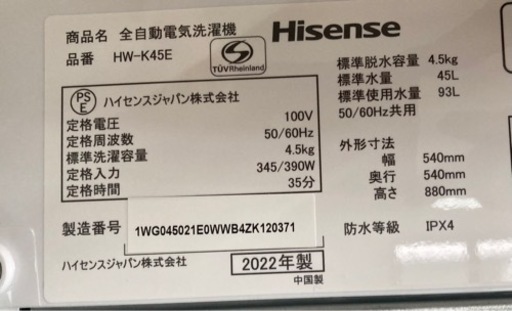 商品名 全自動電気洗濯機
品番 HW-K45E
TÜVRheinland
Hisense
PS
E
ハイセンスジャパン株式会社
定格電圧 100V
定格周波数 50/60Hz
標準洗濯容量 4.5kg
定格入力 345/390W
定格時間 35分
標準脱水容量 4.5kg
標準水量 45L
標準使用水量 93L
50/60Hz共用
外形寸法
幅 540mm
奥行 540mm
高さ 880mm
製造番号 1WG045021E0WWB4ZK120371
防水等級 IPX4
ハイセンスジャパン株式会社
2022年製
中国製